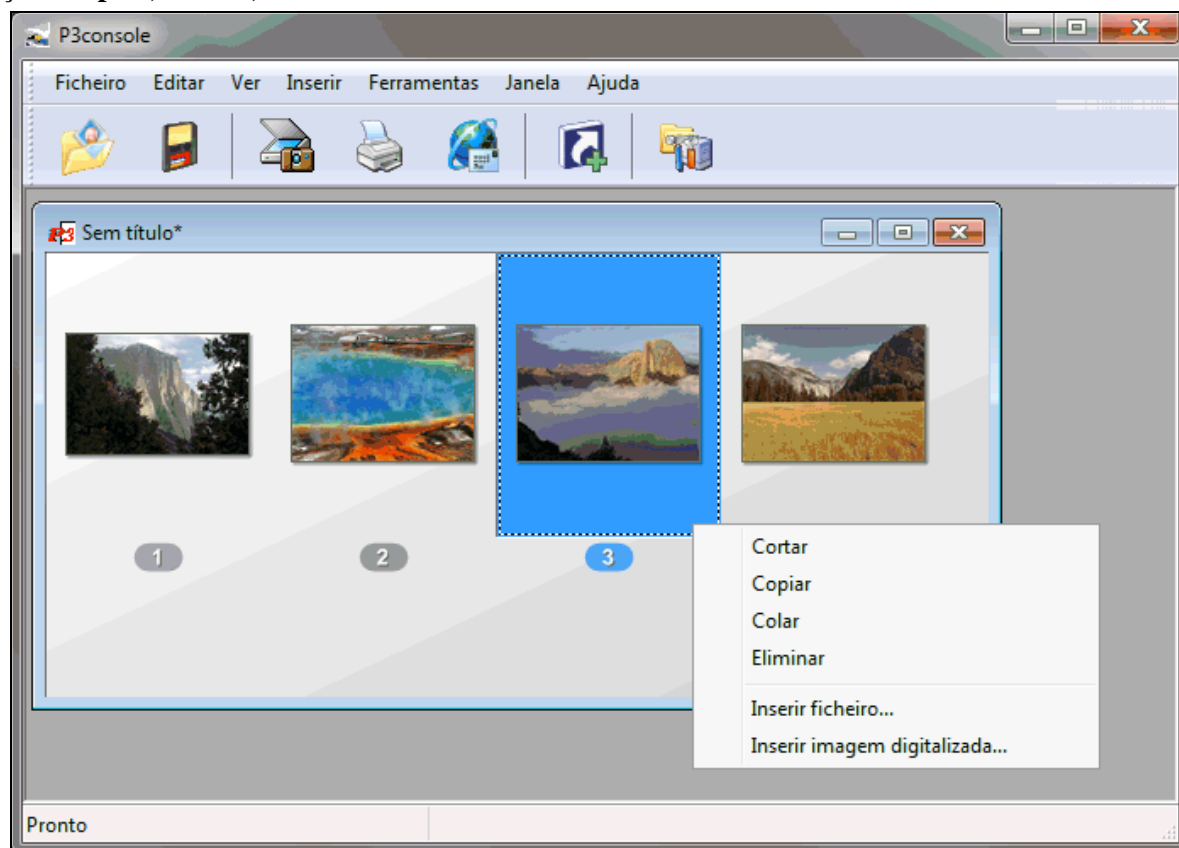 P3console
Ficheiro Editar Ver Inserir Ferramentas Janela Ajuda
Sem título*
1 2 3
Cortar
Copiar
Colar
Eliminar
Inserir ficheiro...
Inserir imagem digitalizada...
Pronto